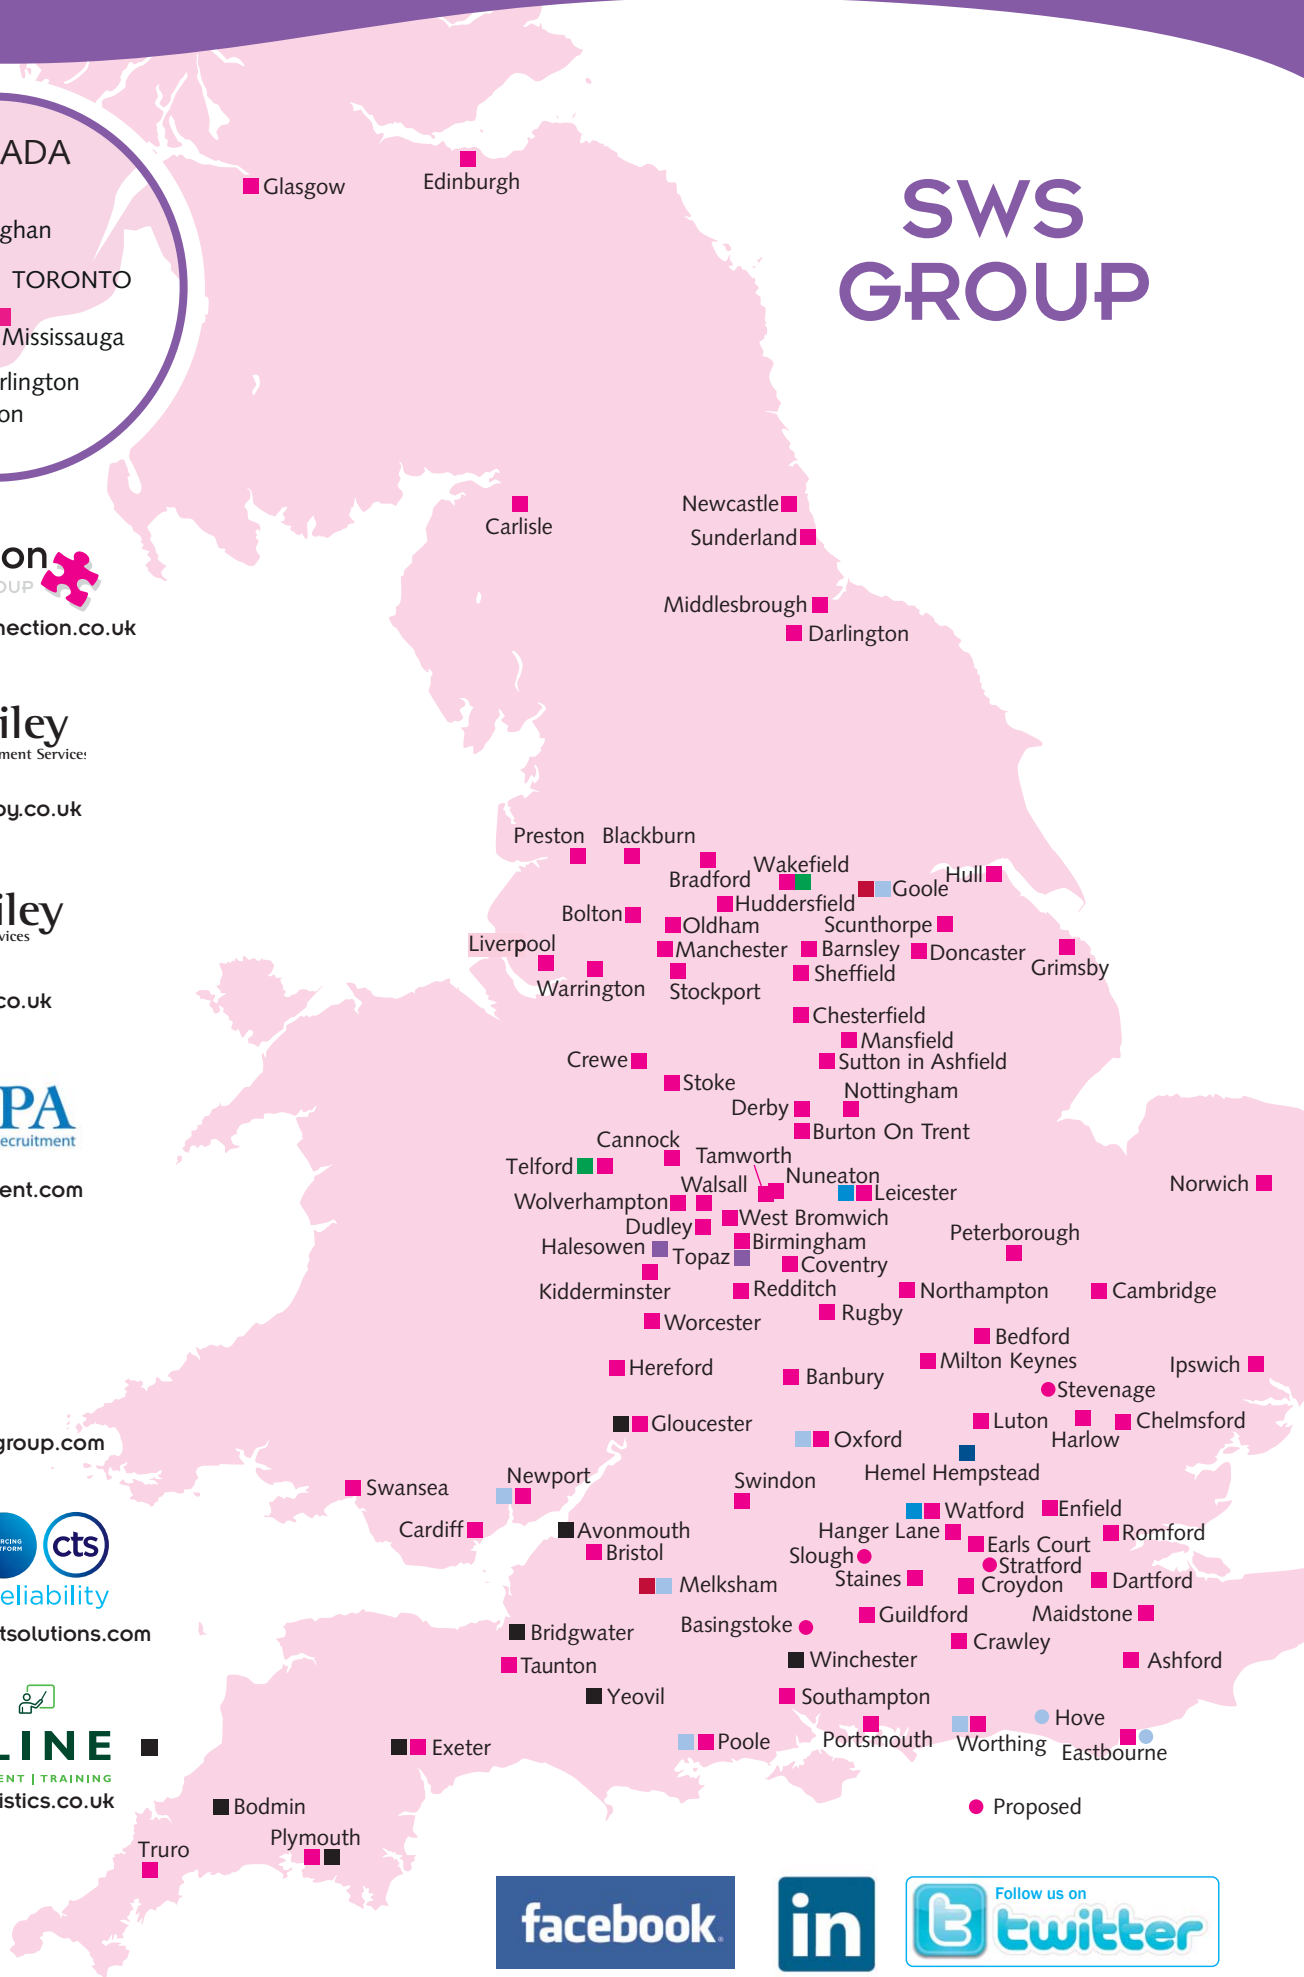 SWS
GROUP
ADA
ghan
TORONTO
Mississauga
rlington
on
Glasgow
Edinburgh
Carlisle
Newcastle
Sunderland
Middlesbrough
Darlington
on
OUP
nection.co.uk
iley
ment Services
by.co.uk
iley
vices
co.uk
PA
ecruitment
ent.com
group.com
RCING
TFORM
cts
eliability
tsolutions.com
LINE
ENT | TRAINING
istics.co.uk
Preston
Blackburn
Bradford
Wakefield
Goole
Hull
Huddersfield
Bolton
Oldham
Scunthorpe
Liverpool
Manchester
Barnsley
Doncaster
Grimsby
Warrington
Stockport
Sheffield
Chesterfield
Mansfield
Crewe
Sutton in Ashfield
Stoke
Nottingham
Derby
Burton On Trent
Cannock
Tamworth
Telford
Nuneaton
Walsall
Leicester
Norwich
Wolverhampton
West Bromwich
Dudley
Peterborough
Halesowen
Birmingham
Topaz
Coventry
Kidderminster
Redditch
Northampton
Cambridge
Rugby
Worcester
Bedford
Milton Keynes
Ipswich
Hereford
Banbury
Stevenage
Gloucester
Luton
Harlow
Chelmsford
Oxford
Hemel Hempstead
Swansea
Newport
Swindon
Watford
Enfield
Cardiff
Avonmouth
Hanger Lane
Earls Court
Romford
Bristol
Slough
Stratford
Melksham
Staines
Croydon
Dartford
Basingstoke
Guildford
Maidstone
Bridgwater
Crawley
Taunton
Winchester
Ashford
Yeovil
Southampton
Hove
Exeter
Poole
Portsmouth
Worthing
Eastbourne
Bodmin
Proposed
Plymouth
Truro
facebook
in
Follow us on
twitter